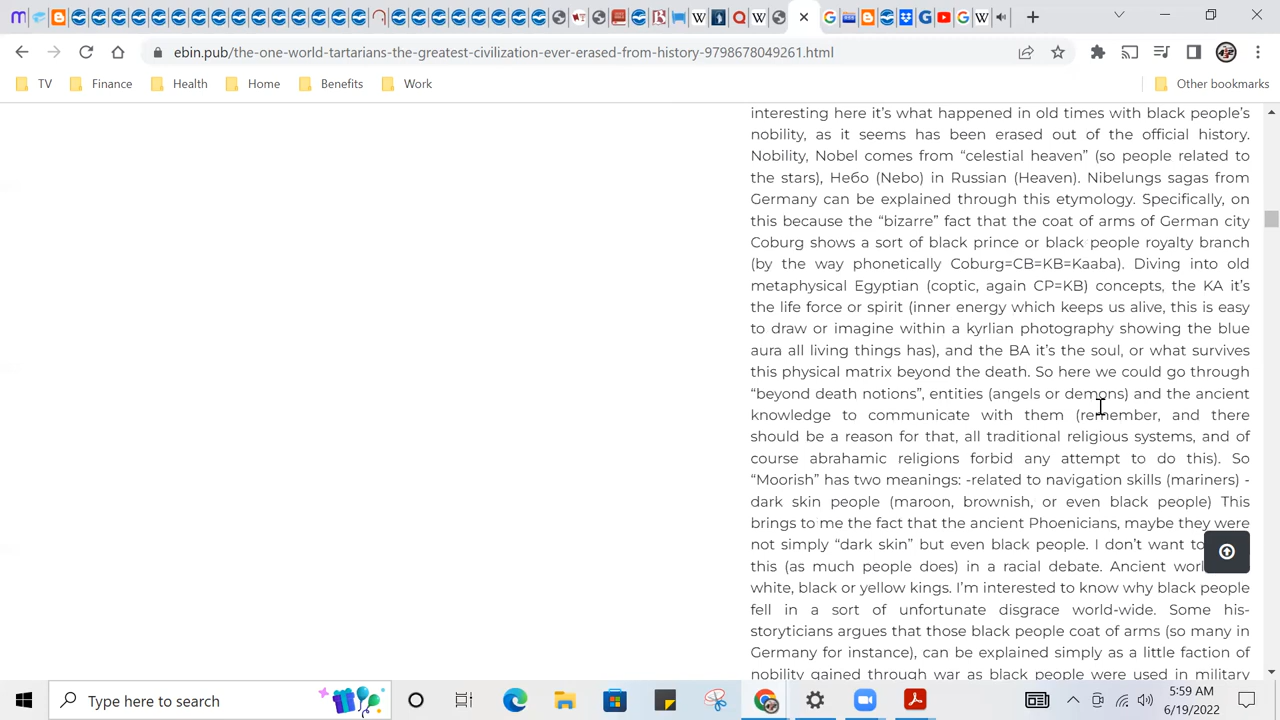 ebin.pub/the-one-world-tartarians-the-greatest-civilization-ever-erased-from-history-9798678049261.html
TV Finance Health Home Benefits Work Other bookmarks
interesting here it’s what happened in old times with black people’s
nobility, as it seems has been erased out of the official history.
Nobility, Nobel comes from “celestial heaven” (so people related to
the stars), Небо (Nebo) in Russian (Heaven). Nibelungs sagas from
Germany can be explained through this etymology. Specifically, on
this because the “bizarre” fact that the coat of arms of German city
Coburg shows a sort of black prince or black people royalty branch
(by the way phonetically Coburg=CB=KB=Kaaba). Diving into old
metaphysical Egyptian (coptic, again CP=KB) concepts, the KA it’s
the life force or spirit (inner energy which keeps us alive, this is easy
to draw or imagine within a kyrlian photography showing the blue
aura all living things has), and the BA it’s the soul, or what survives
this physical matrix beyond the death. So here we could go through
“beyond death notions”, entities (angels or demons) and the ancient
knowledge to communicate with them (remember, and there
should be a reason for that, all traditional religious systems, and of
course abrahamic religions forbid any attempt to do this). So
“Moorish” has two meanings: -related to navigation skills (mariners) -
dark skin people (maroon, brownish, or even black people) This
brings to me the fact that the ancient Phoenicians, maybe they were
not simply “dark skin” but even black people. I don’t want to
this (as much people does) in a racial debate. Ancient
white, black or yellow kings. I’m interested to know why black people
fell in a sort of unfortunate disgrace world-wide. Some his-
storyticians argues that those black people coat of arms (so many in
Germany for instance), can be explained simply as a little faction of
nobility gained through war as black people were used in military
Type here to search
5:59 AM
6/19/2022